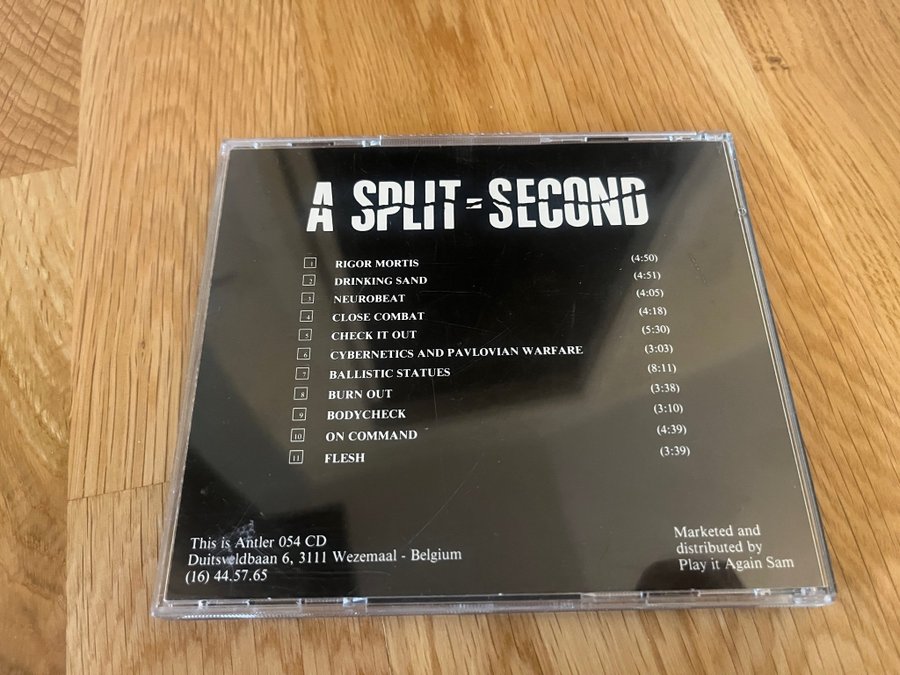 A SPLIT-SECOND
1 RIGOR MORTIS (4:50)
2 DRINKING SAND (4:51)
3 NEUROBEAT (4:05)
4 CLOSE COMBAT (4:18)
5 CHECK IT OUT (5:30)
6 CYBERNETICS AND PAVLOVIAN WARFARE (3:03)
7 BALLISTIC STATUES (8:11)
8 BURN OUT (3:38)
9 BODYCHECK (3:10)
10 ON COMMAND (4:39)
11 FLESH (3:39)
This is Antler 054 CD
Duitsveldbaan 6, 3111 Wezemaal - Belgium
(16) 44.57.65
Marketed and
distributed by
Play it Again Sam